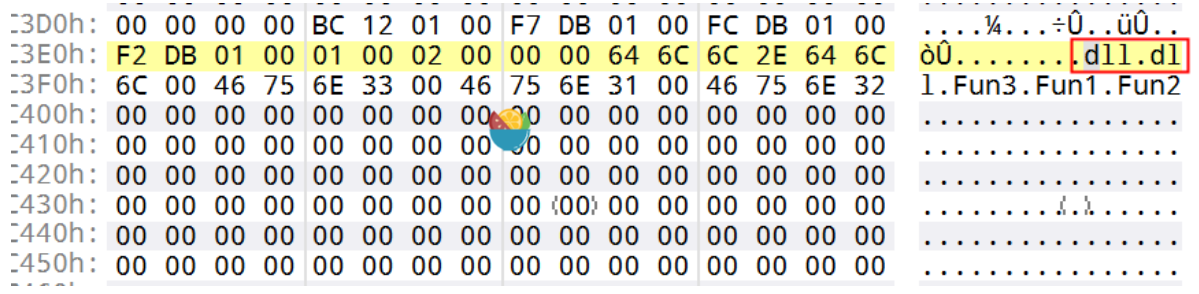 3D0h: 00 00 00 00 BC 12 01 00 F7 DB 01 00 FC DB 01 00 ....¼...÷Û..üÛ..
3E0h: F2 DB 01 00 01 00 02 00 00 00 64 6C 6C 2E 64 6C òÛ........dll.dl
3F0h: 6C 00 46 75 6E 33 00 46 75 6E 31 00 46 75 6E 32 l.Fun3.Fun1.Fun2
400h: 00 00 00 00 00 00 00 00 00 00 00 00 00 00 00 ................
410h: 00 00 00 00 00 00 00 00 00 00 00 00 00 00 00 00 ................
420h: 00 00 00 00 00 00 00 00 00 00 00 00 00 00 00 00 ................
430h: 00 00 00 00 00 00 00 00 00 (00) 00 00 00 00 00 00 .........(.)......
440h: 00 00 00 00 00 00 00 00 00 00 00 00 00 00 00 00 ................
450h: 00 00 00 00 00 00 00 00 00 00 00 00 00 00 00 00 ................